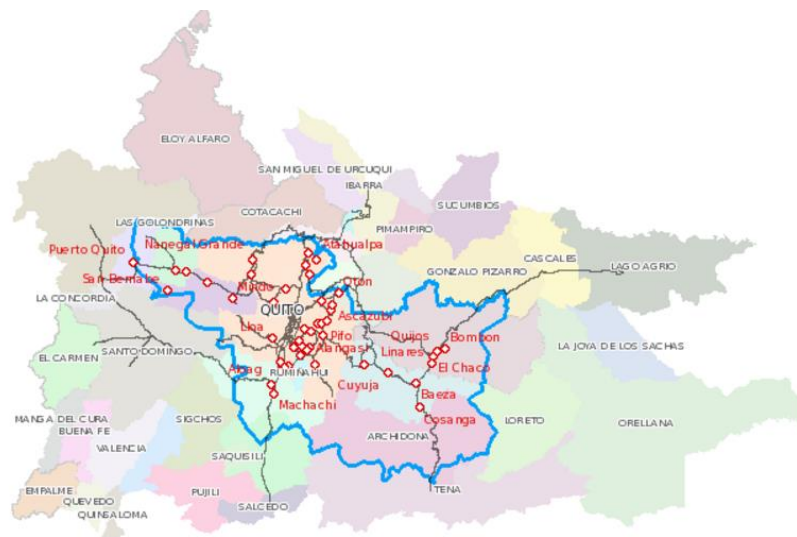 ELOY ALFARO
SAN MIGUEL DE URCUQUI
IBARRA
SUCUMBIOS
COTACACHI
LAS GOLONDRINAS
PIMAMPIRO
Puerto Quito
Nanegal Grande
Atahualpa
CASCALES
LAGO AGRIO
GONZALO PIZARRO
San Bernabe
Mindo
Oton
LA CONCORDIA
QUITO
Ascazubi
Lloa
Pifo
Quijos
Bombon
LA JOYA DE LOS SACHAS
SANTO DOMINGO
Alangasi
Linares
EL CARMEN
El Chaco
Aloag
RUMIÑAHUI
Cuyuja
Baeza
Machachi
MANGA DEL CURA
SIGCHOS
Cosanga
LORETO
ORELLANA
BUENA FE
ARCHIDONA
VALENCIA
SAQUISILI
EMPALME
PUJILI
TENA
QUEVEDO
SALCEDO
QUINSALOMA